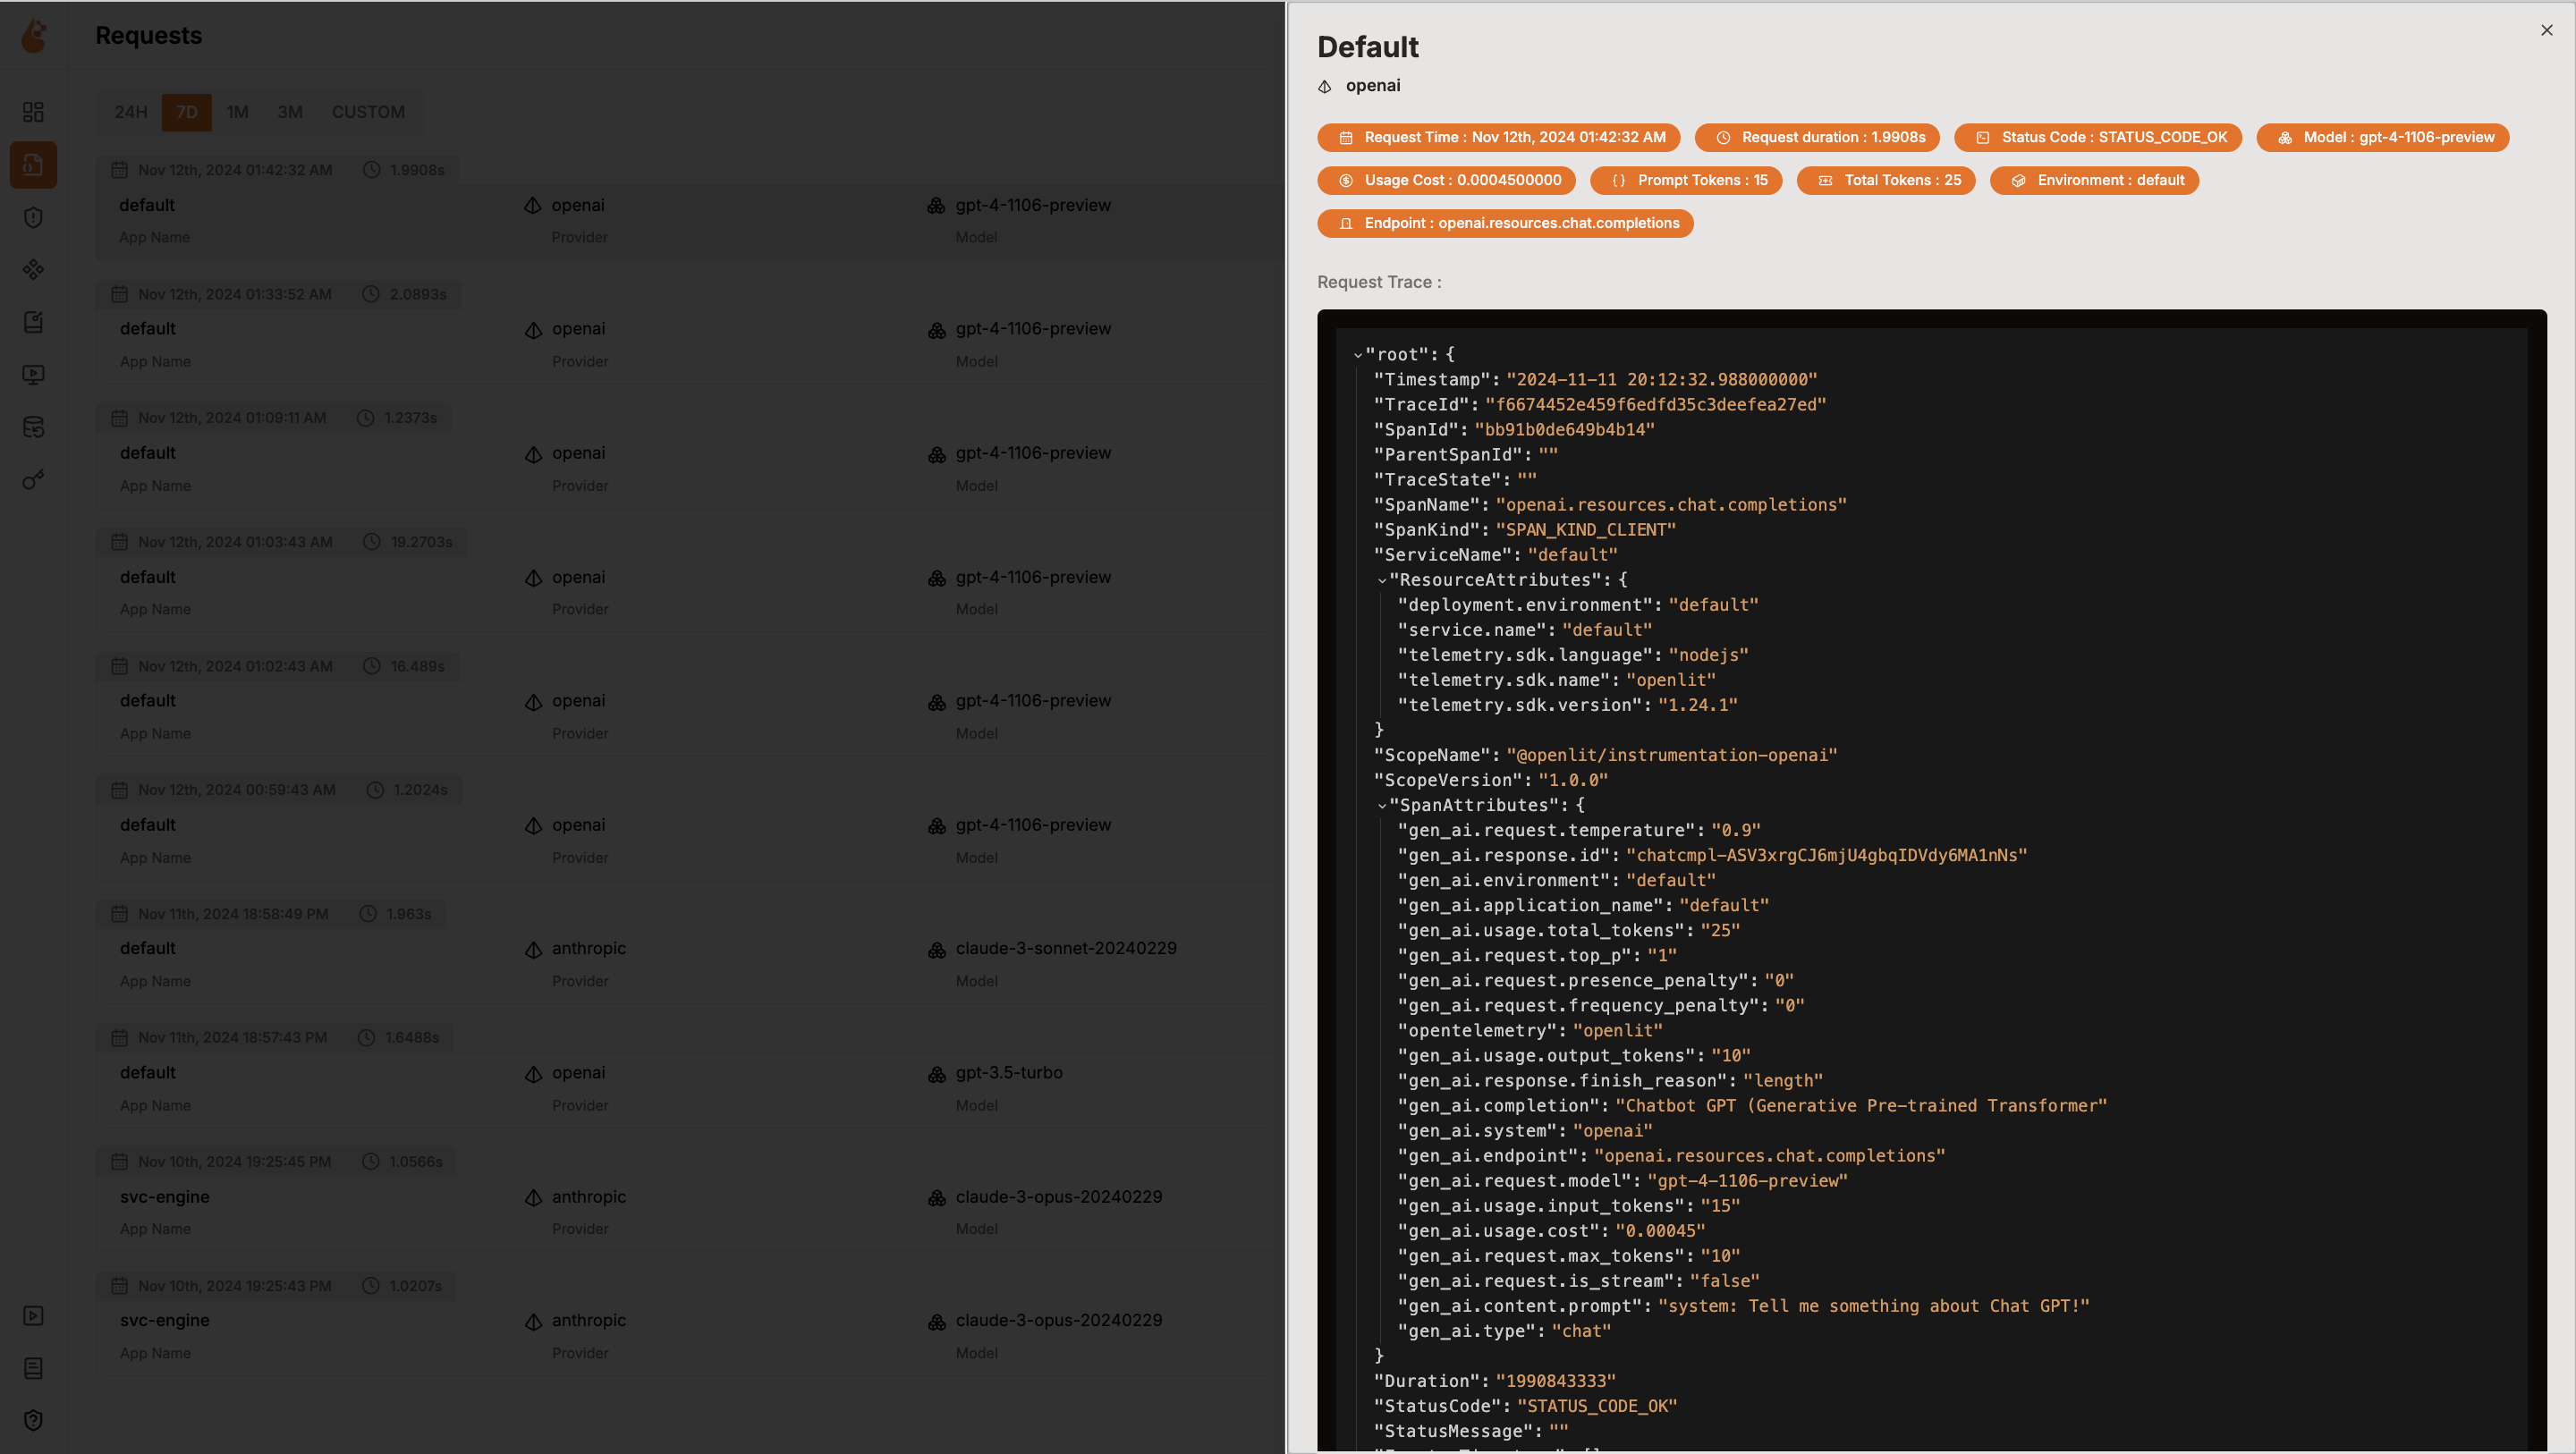 Requests
24H 7D 1M 3M CUSTOM
Nov 12th, 2024 01:42:32 AM 1.9908s
default openai gpt-4-1106-preview
App Name Provider Model
Nov 12th, 2024 01:33:52 AM 2.0893s
default openai gpt-4-1106-preview
App Name Provider Model
Nov 12th, 2024 01:09:11 AM 1.2373s
default openai gpt-4-1106-preview
App Name Provider Model
Nov 12th, 2024 01:03:43 AM 19.2703s
default openai gpt-4-1106-preview
App Name Provider Model
Nov 12th, 2024 01:02:43 AM 16.489s
default openai gpt-4-1106-preview
App Name Provider Model
Nov 12th, 2024 00:59:43 AM 1.2024s
default openai gpt-4-1106-preview
App Name Provider Model
Nov 11th, 2024 18:58:49 PM 1.963s
default anthropic claude-3-sonnet-20240229
App Name Provider Model
Nov 11th, 2024 18:57:43 PM 1.6488s
default openai gpt-3.5-turbo
App Name Provider Model
Nov 10th, 2024 19:25:45 PM 1.0566s
svc-engine anthropic claude-3-opus-20240229
App Name Provider Model
Nov 10th, 2024 19:25:43 PM 1.0207s
svc-engine anthropic claude-3-opus-20240229
App Name Provider Model
Default
openai
Request Time : Nov 12th, 2024 01:42:32 AM Request duration : 1.9908s Status Code : STATUS_CODE_OK Model : gpt-4-1106-preview
Usage Cost : 0.0004500000 Prompt Tokens : 15 Total Tokens : 25 Environment : default
Endpoint : openai.resources.chat.completions
Request Trace :
"root": {
"Timestamp": "2024-11-11 20:12:32.988000000"
"TraceId": "f6674452e459f6edfd35c3deefea27ed"
"SpanId": "bb91b0de649b4b14"
"ParentSpanId": ""
"TraceState": ""
"SpanName": "openai.resources.chat.completions"
"SpanKind": "SPAN_KIND_CLIENT"
"ServiceName": "default"
"ResourceAttributes": {
"deployment.environment": "default"
"service.name": "default"
"telemetry.sdk.language": "nodejs"
"telemetry.sdk.name": "openlit"
"telemetry.sdk.version": "1.24.1"
}
"ScopeName": "@openlit/instrumentation-openai"
"ScopeVersion": "1.0.0"
"SpanAttributes": {
"gen_ai.request.temperature": "0.9"
"gen_ai.response.id": "chatcmpl-ASV3xrgCJ6mjU4gbqIDVdy6MA1nNs"
"gen_ai.environment": "default"
"gen_ai.application_name": "default"
"gen_ai.usage.total_tokens": "25"
"gen_ai.request.top_p": "1"
"gen_ai.request.presence_penalty": "0"
"gen_ai.request.frequency_penalty": "0"
"opentelemetry": "openlit"
"gen_ai.usage.output_tokens": "10"
"gen_ai.response.finish_reason": "length"
"gen_ai.completion": "Chatbot GPT (Generative Pre-trained Transformer"
"gen_ai.system": "openai"
"gen_ai.endpoint": "openai.resources.chat.completions"
"gen_ai.request.model": "gpt-4-1106-preview"
"gen_ai.usage.input_tokens": "15"
"gen_ai.usage.cost": "0.00045"
"gen_ai.request.max_tokens": "10"
"gen_ai.request.is_stream": "false"
"gen_ai.content.prompt": "system: Tell me something about Chat GPT!"
"gen_ai.type": "chat"
}
"Duration": "1990843333"
"StatusCode": "STATUS_CODE_OK"
"StatusMessage": ""